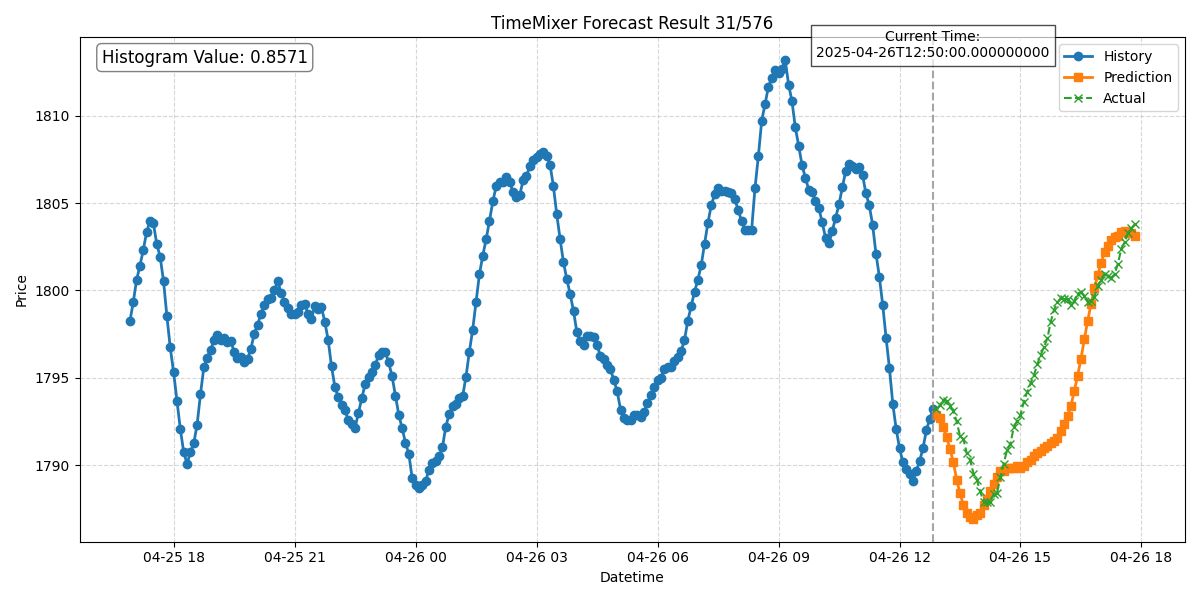 TimeMixer Forecast Result 31/576
Histogram Value: 0.8571
Current Time:
2025-04-26T12:50:00.000000000
History
Prediction
Actual
Price
1810
1805
1800
1795
1790
04-25 18
04-25 21
04-26 00
04-26 03
04-26 06
04-26 09
04-26 12
04-26 15
04-26 18
Datetime